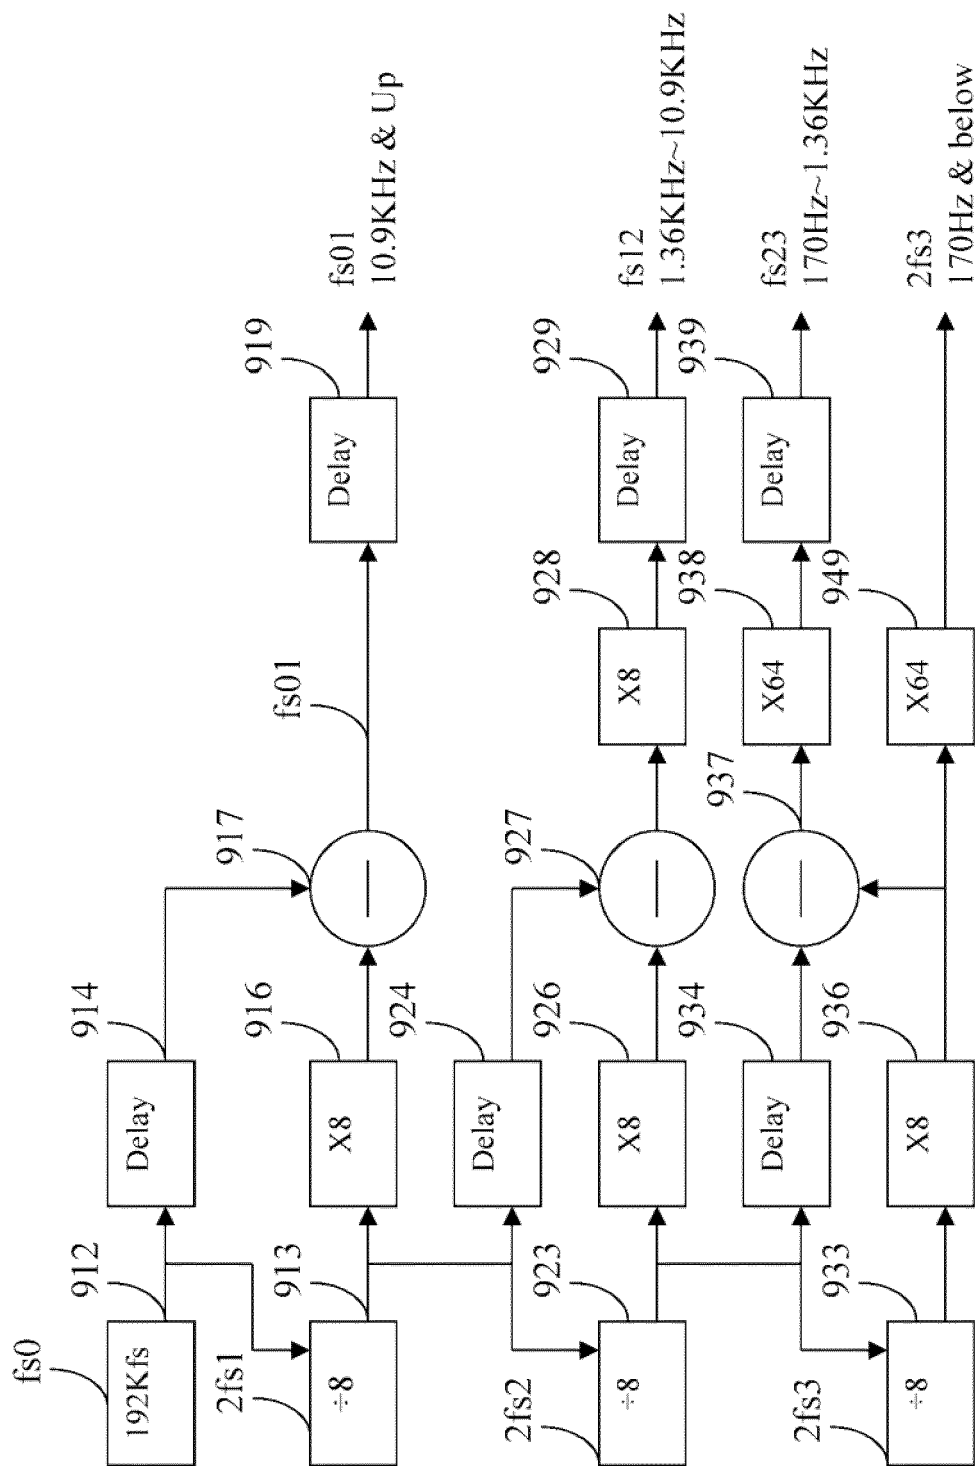 fs0
192Kfs
912
Delay
914
2fs1
÷8
913
X8
916
917
fs01
Delay
919
fs01
10.9KHz & Up
Delay
924
2fs2
÷8
923
X8
926
927
X8
928
Delay
929
fs12
1.36KHz~10.9KHz
Delay
934
937
X64
938
Delay
939
fs23
170Hz~1.36KHz
2fs3
÷8
933
X8
936
X64
949
2fs3
170Hz & below